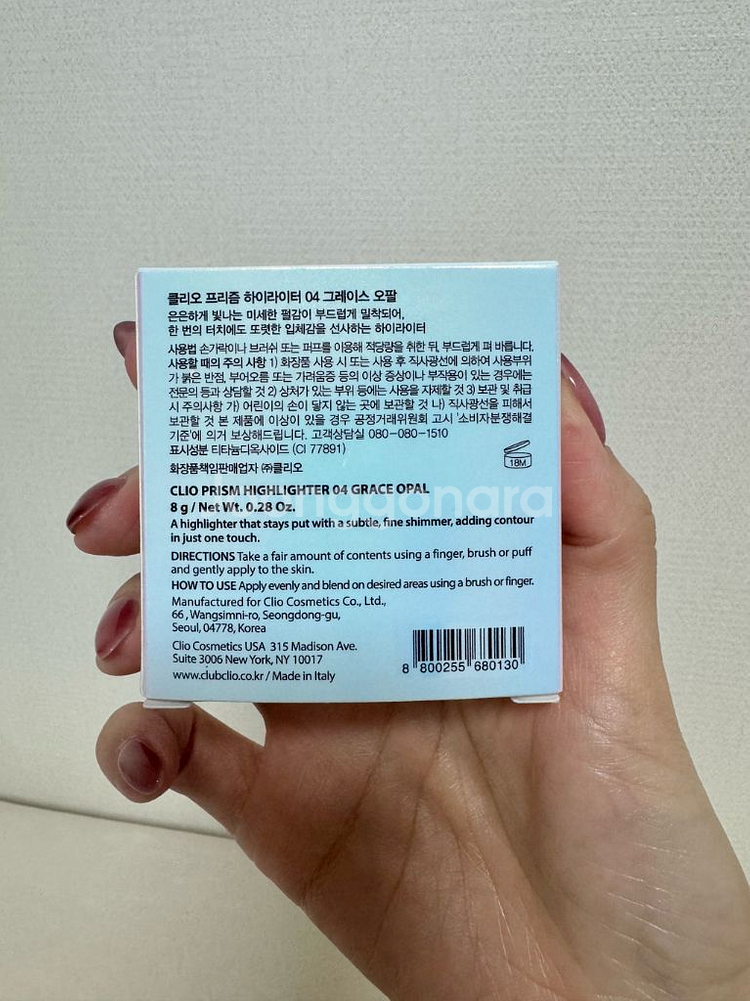 클리오 프리즘 하이라이터 04 그레이스 오팔
은은하게 빛나는 미세한 펄감이 부드럽게 밀착되어,
한 번의 터치에도 또렷한 입체감을 선사하는 하이라이터
사용법 손가락이나 브러쉬 또는 퍼프를 이용해 적당량을 취한 뒤, 부드럽게 펴 바릅니다.
사용할 때의 주의 사항 1) 화장품 사용 시 또는 사용 후 직사광선에 의하여 사용부위
가 붉은 반점, 부어오름 또는 가려움증 등의 이상 증상이나 부작용이 있는 경우에는
전문의 등과 상담할 것 2) 상처가 있는 부위 등에는 사용을 자제할 것 3) 보관 및 취급
시 주의사항 가) 어린이의 손이 닿지 않는 곳에 보관할 것 나) 직사광선을 피해서
보관할 것 본 제품에 이상이 있을 경우 공정거래위원회 고시 '소비자분쟁해결
기준'에 의거 보상해드립니다. 고객상담실 080-080-1510
표시성분 티타늄디옥사이드 (CI 77891)
18M
화장품책임판매업자 ㈜클리오
CLIO PRISM HIGHLIGHTER 04 GRACE OPAL
8 g / Net Wt. 0.28 Oz.
A highlighter that stays put with a subtle, fine shimmer, adding contour
in just one touch.
DIRECTIONS Take a fair amount of contents using a finger, brush or puff
and gently apply to the skin.
HOW TO USE Apply evenly and blend on desired areas using a brush or finger.
Manufactured for Clio Cosmetics Co., Ltd.,
66, Wangsimni-ro, Seongdong-gu,
Seoul, 04778, Korea
Clio Cosmetics USA 315 Madison Ave.
Suite 3006 New York, NY 10017
www.clubclio.co.kr / Made in Italy
8 800255 680130